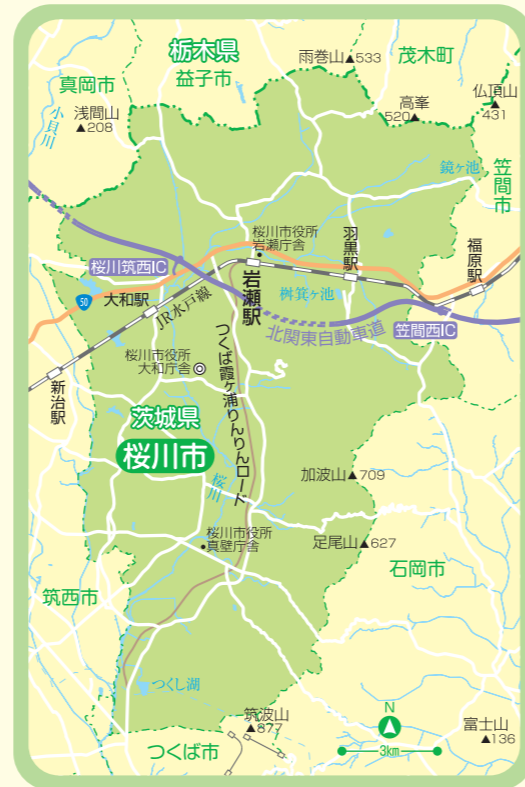 栃木県
益子市
雨巻山▲533
茂木町
真岡市
浅間山
▲208
小貝川
高峯
520▲
仏頂山
▲
431
鏡ヶ池
笠間市
桜川市役所
岩瀬庁舎
羽黒駅
福原駅
桜川筑西IC
岩瀬駅
桝箕ヶ池
50
大和駅
JR水戸線
北関東自動車道
笠間西IC
桜川市役所
大和庁舎
つくば霞ヶ浦りんりんロード
新治駅
茨城県
桜川市
桜川
加波山▲709
桜川市役所
真壁庁舎
足尾山▲627
石岡市
筑西市
つくし湖
筑波山
▲877
つくば市
N
3km
富士山
▲136